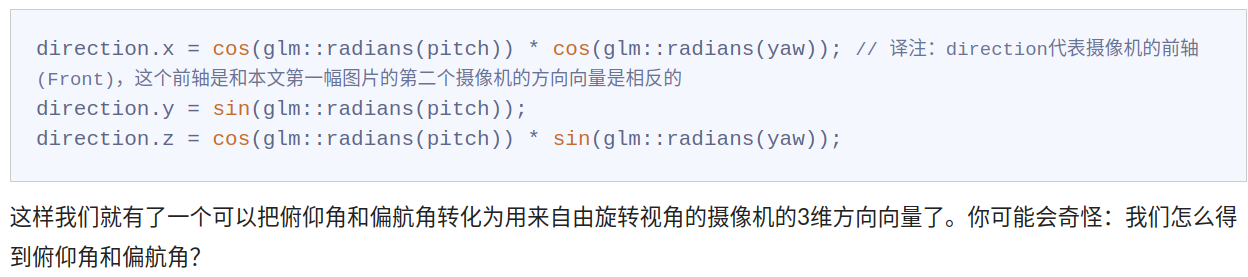 direction.x = cos(glm::radians(pitch)) * cos(glm::radians(yaw)); // 译注：direction代表摄像机的前轴
(Front)，这个前轴是和本文第一幅图片的第二个摄像机的方向向量是相反的
direction.y = sin(glm::radians(pitch));
direction.z = cos(glm::radians(pitch)) * sin(glm::radians(yaw));
这样我们就有了一个可以把俯仰角和偏航角转化为用来自由旋转视角的摄像机的3维方向向量了。你可能会奇怪：我们怎么得
到俯仰角和偏航角？